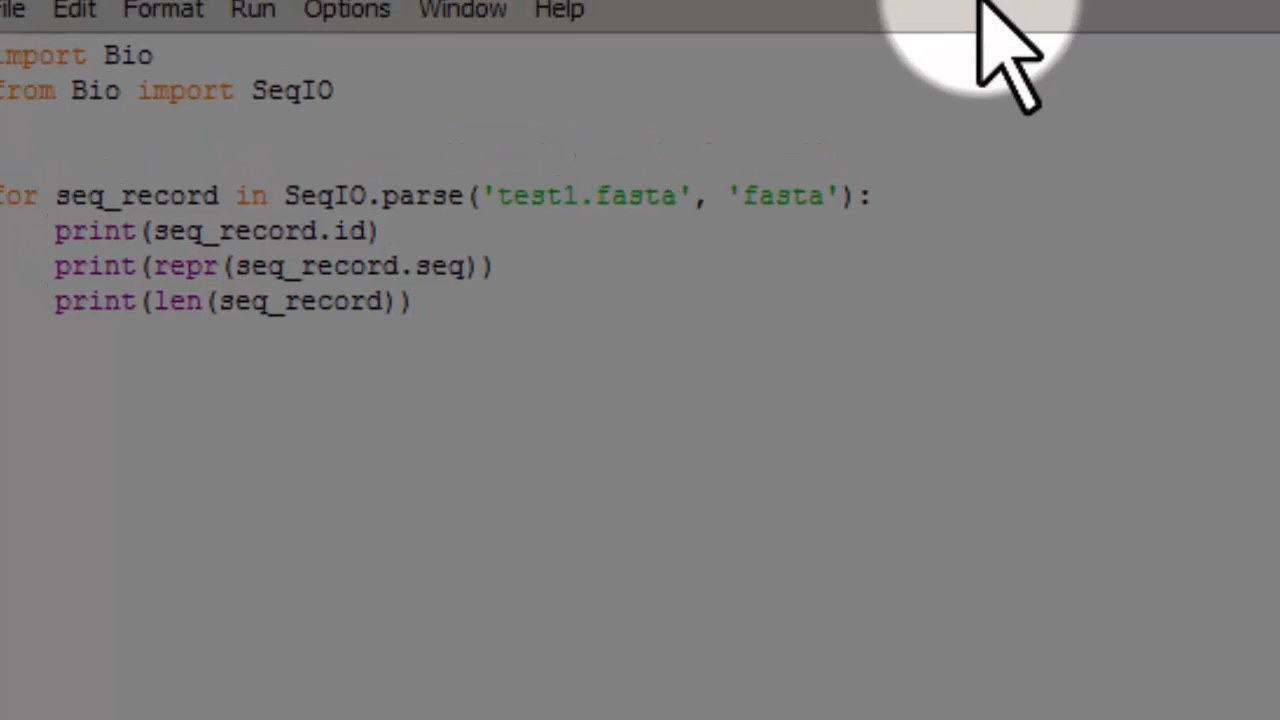 ile Edit Format Run Options Window Help
import Bio
from Bio import SeqIO
for seq_record in SeqIO.parse('test1.fasta', 'fasta'):
    print(seq_record.id)
    print(repr(seq_record.seq))
    print(len(seq_record))